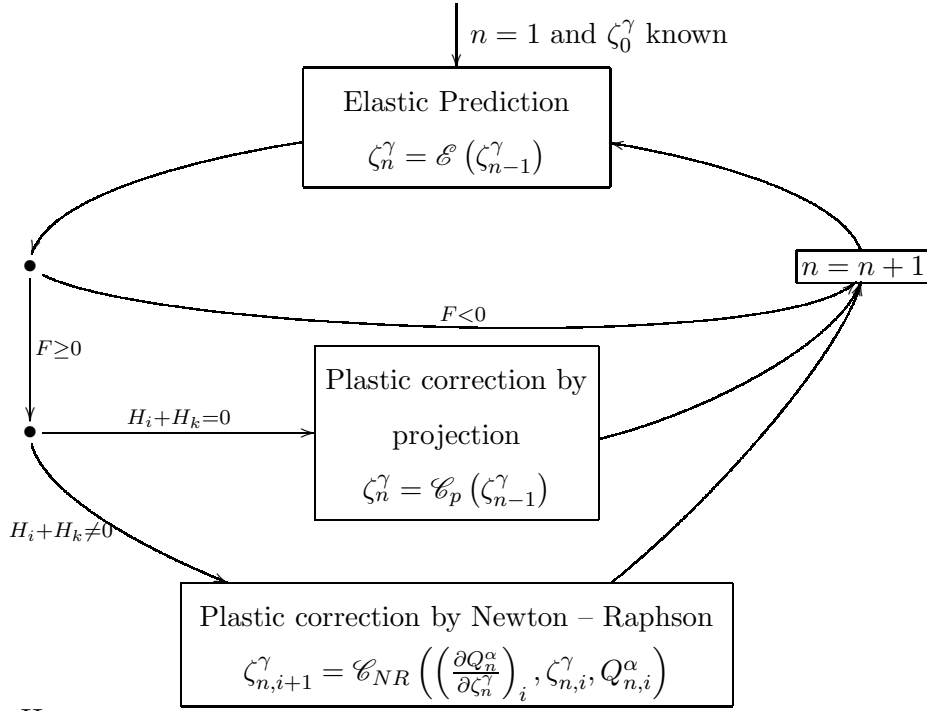 n = 1 and ζ_0^γ known
Elastic Prediction
ζ_n^γ = ℰ (ζ_{n−1}^γ)
n = n + 1
F<0
F≥0
Plastic correction by
projection
ζ_n^γ = 𝒞_p (ζ_{n−1}^γ)
H_i+H_k=0
H_i+H_k≠0
Plastic correction by Newton – Raphson
ζ_{n,i+1}^γ = 𝒞_{NR} ((∂Q_n^α/∂ζ_n^γ)_i, ζ_{n,i}^γ, Q_{n,i}^α)